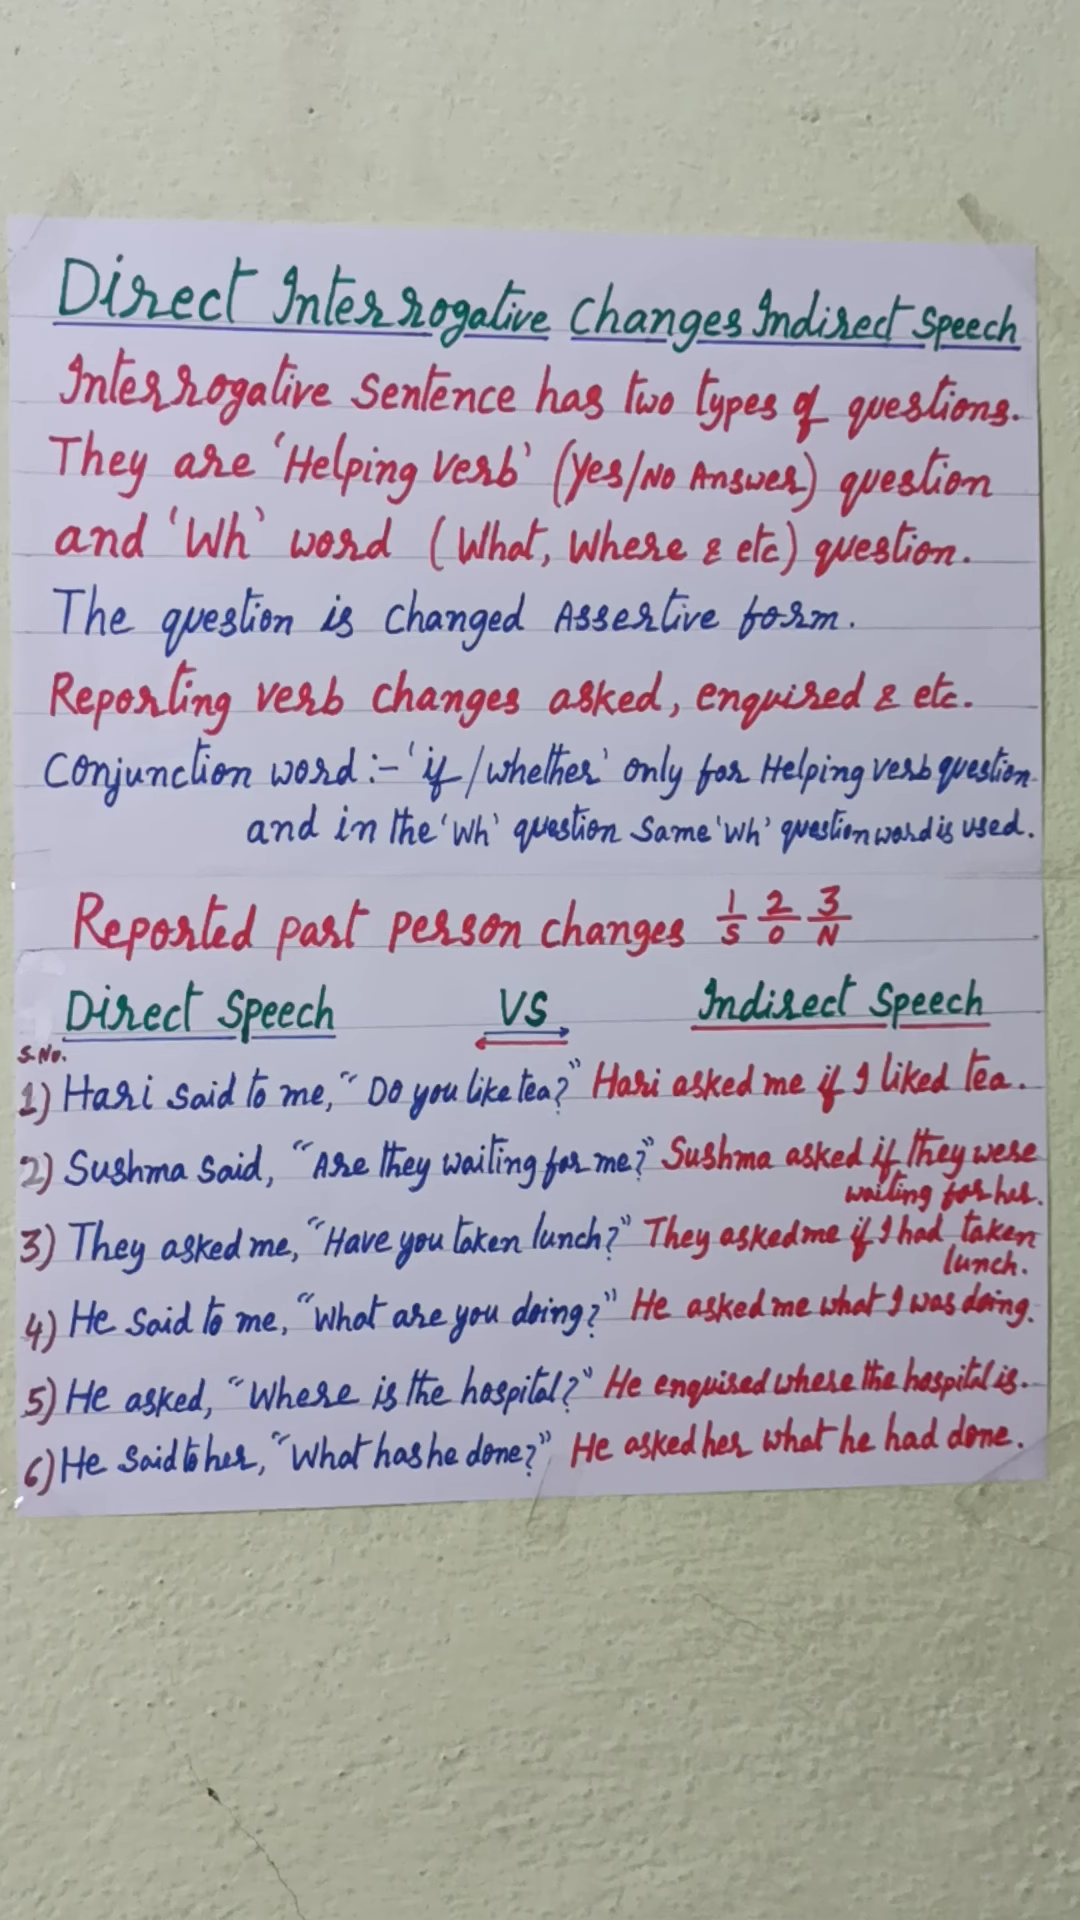 Direct Interrogative Changes Indirect Speech
Interrogative Sentence has two types of questions.
They are 'Helping verb' (Yes/No Answer) question
and 'Wh' word (What, Where & etc) question.
The question is changed Assertive form.
Reporting verb changes asked, enquired & etc.
Conjunction word :- 'if/whether' only for Helping verb question
and in the 'Wh' question Same 'Wh' question word is used.
Reported part person changes 1/S 2/O 3/N
Direct Speech VS Indirect Speech
S.No.
1) Hari said to me, "Do you like tea?" Hari asked me if I liked tea.
2) Sushma said, "Are they waiting for me?" Sushma asked if they were
waiting for her.
3) They asked me, "Have you taken lunch?" They asked me if I had taken
lunch.
4) He said to me, "What are you doing?" He asked me what I was doing.
5) He asked, "Where is the hospital?" He enquired where the hospital is.
6) He said to her, "What has he done?" He asked her what he had done.